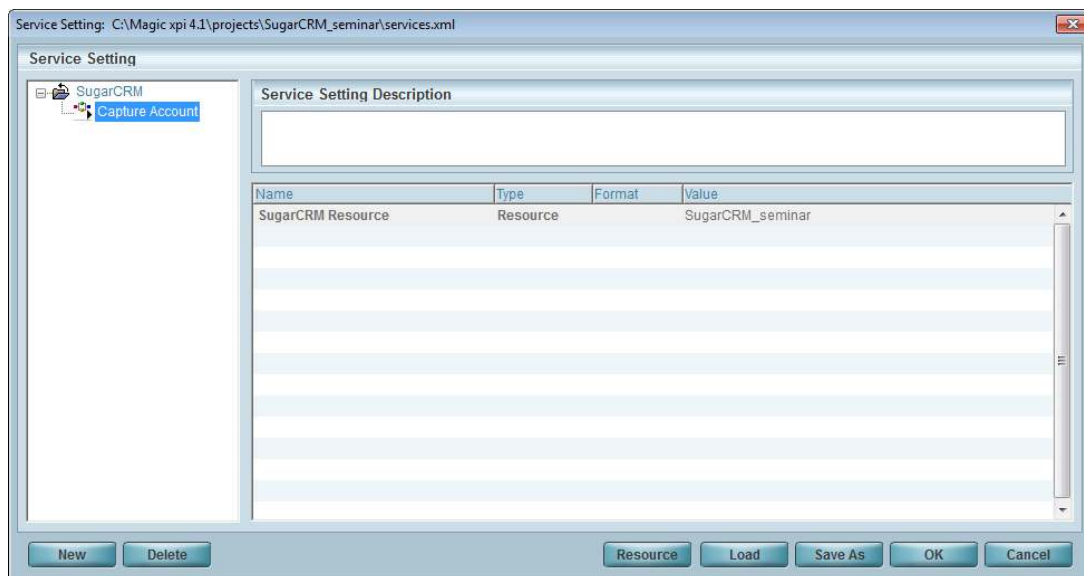 Service Setting: C:\Magic xpi 4.1\projects\SugarCRM_seminar\services.xml
Service Setting
SugarCRM
Capture Account
Service Setting Description
Name Type Format Value
SugarCRM Resource Resource SugarCRM_seminar
New Delete Resource Load Save As OK Cancel